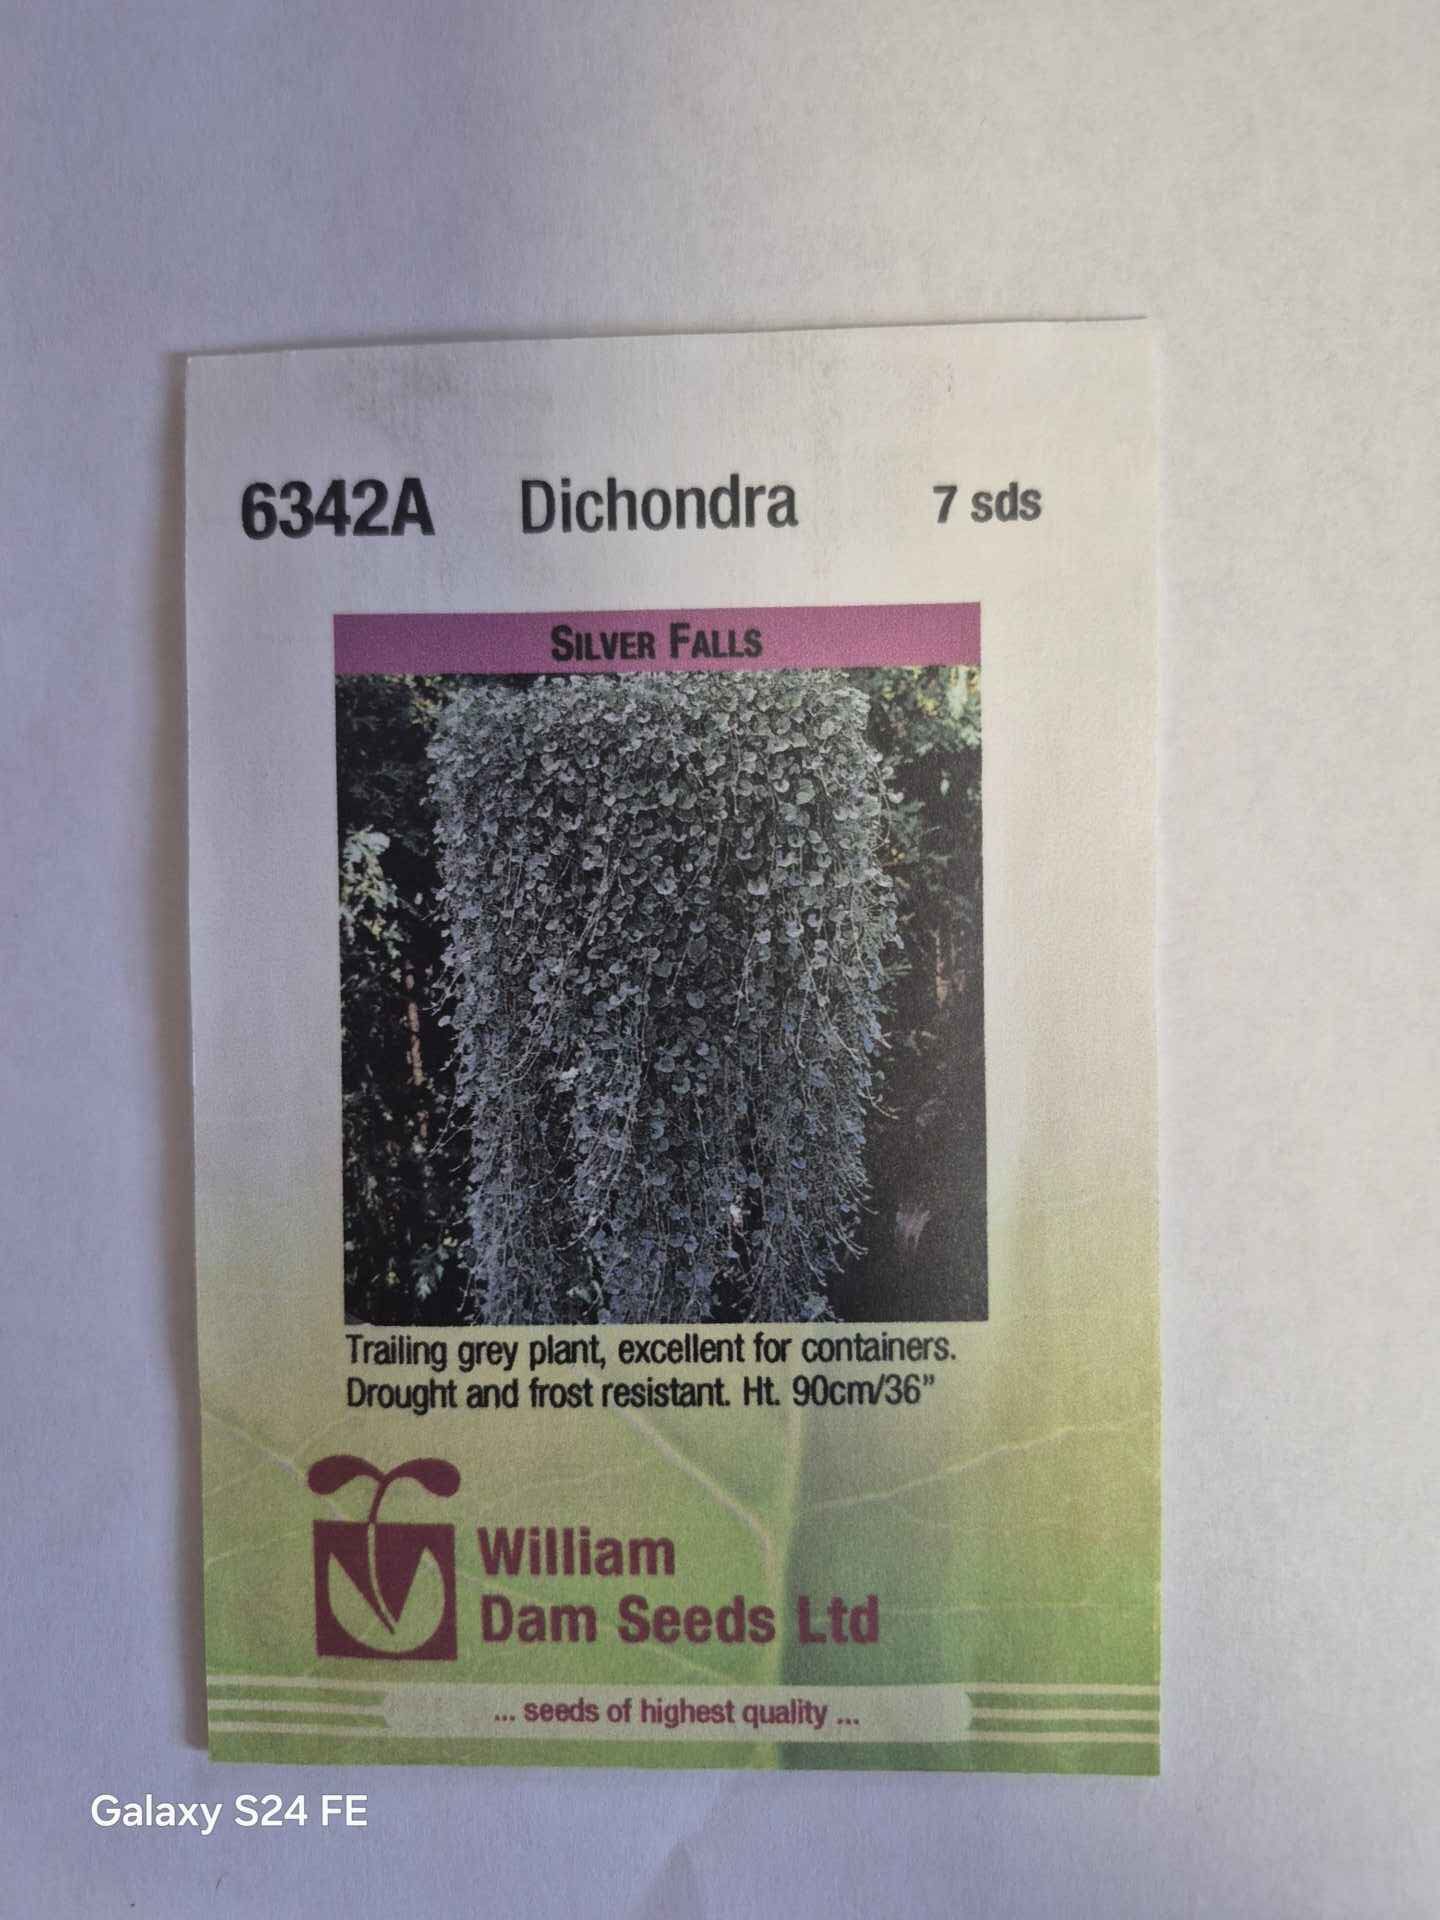 6342A Dichondra 7 sds
SILVER FALLS
Trailing grey plant, excellent for containers.
Drought and frost resistant. Ht. 90cm/36”
William
Dam Seeds Ltd
... seeds of highest quality ...
Galaxy S24 FE